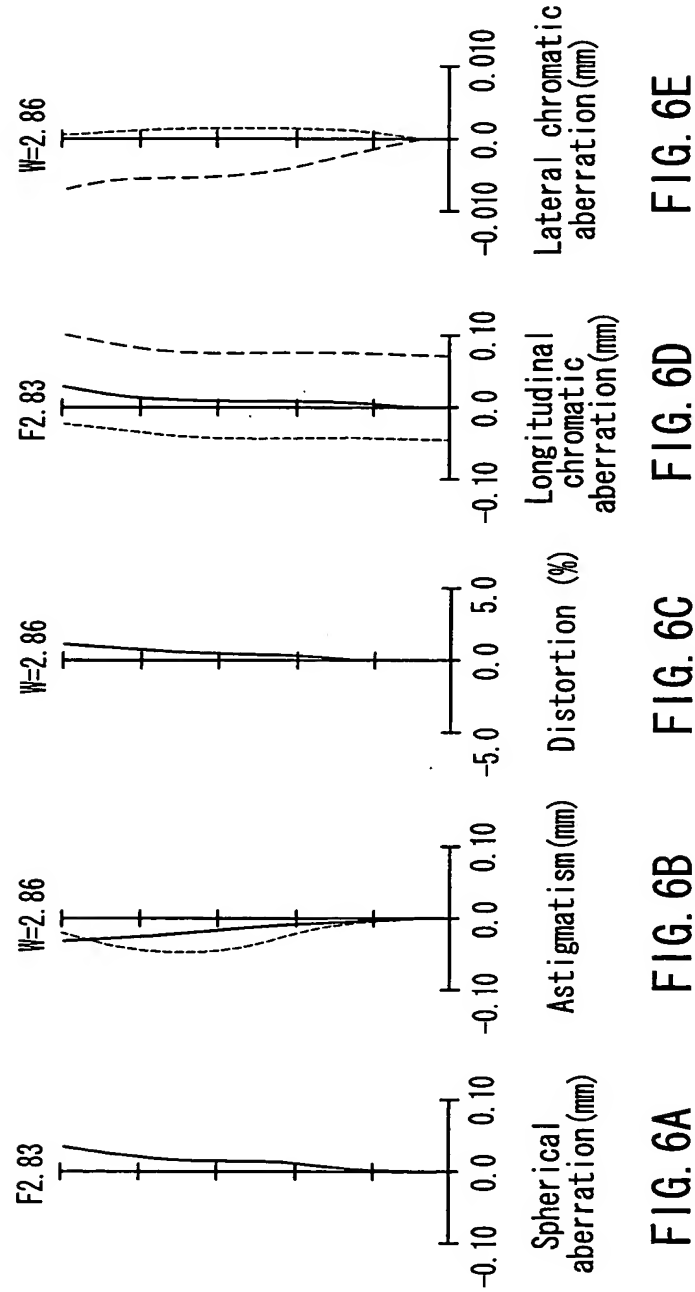 F2.83
-0.10 0.0 0.10
Spherical
aberration(mm)
FIG. 6A
W=2.86
-0.10 0.0 0.10
Astigmatism(mm)
FIG. 6B
W=2.86
-5.0 0.0 5.0
Distortion (%)
FIG. 6C
F2.83
-0.10 0.0 0.10
Longitudinal
chromatic
aberration(mm)
FIG. 6D
W=2.86
-0.010 0.0 0.010
Lateral chromatic
aberration(mm)
FIG. 6E